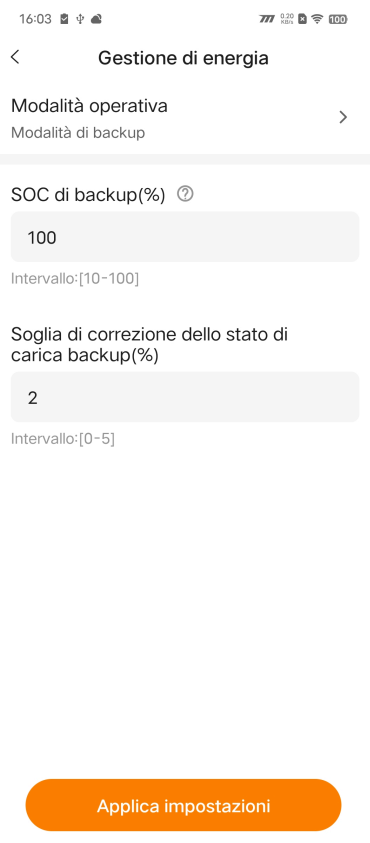 16:03
0.20
KB/s
100
Gestione di energia
Modalità operativa
Modalità di backup
SOC di backup(%)
100
Intervallo:[10-100]
Soglia di correzione dello stato di
carica backup(%)
2
Intervallo:[0-5]
Applica impostazioni